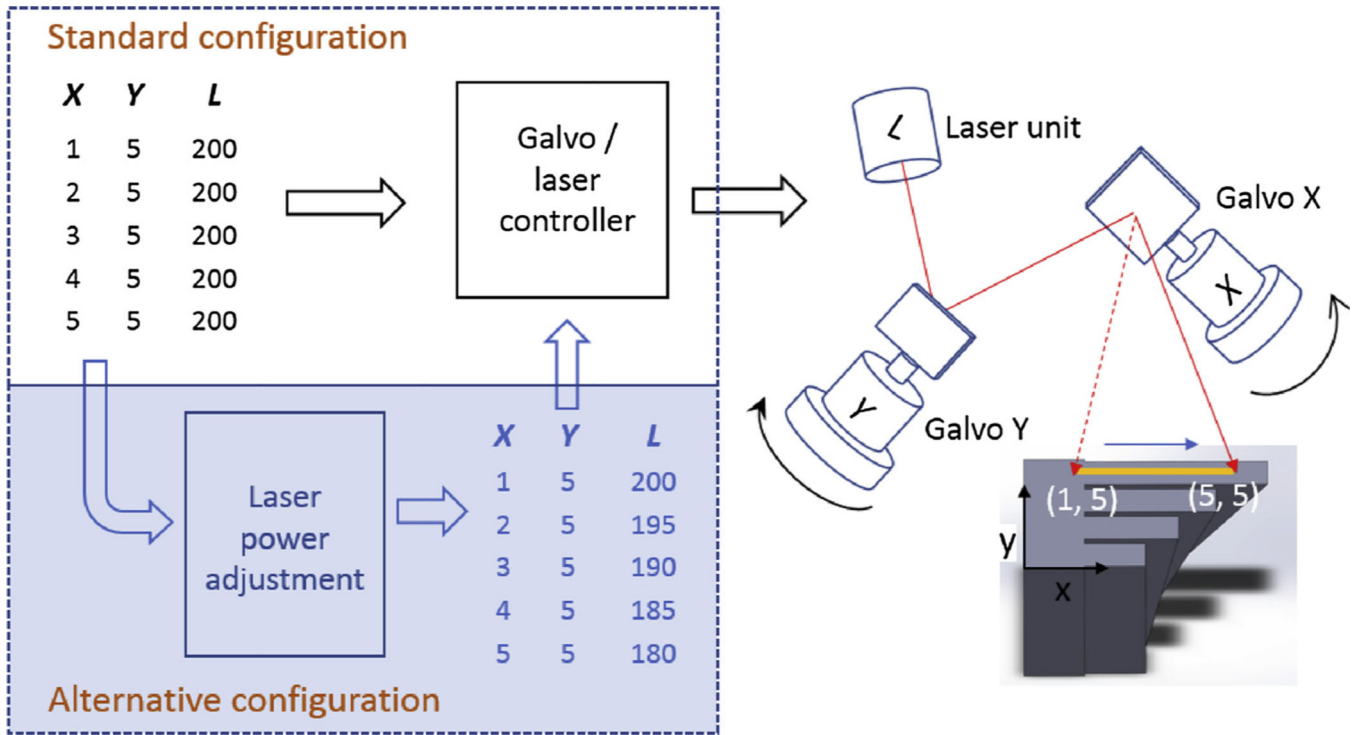 Standard configuration
X Y L
1 5 200
2 5 200
3 5 200
4 5 200
5 5 200
Galvo /
laser
controller
L
Laser unit
Galvo X
X
Y
Galvo Y
(1, 5) (5, 5)
y
x
Laser
power
adjustment
X Y L
1 5 200
2 5 195
3 5 190
4 5 185
5 5 180
Alternative configuration